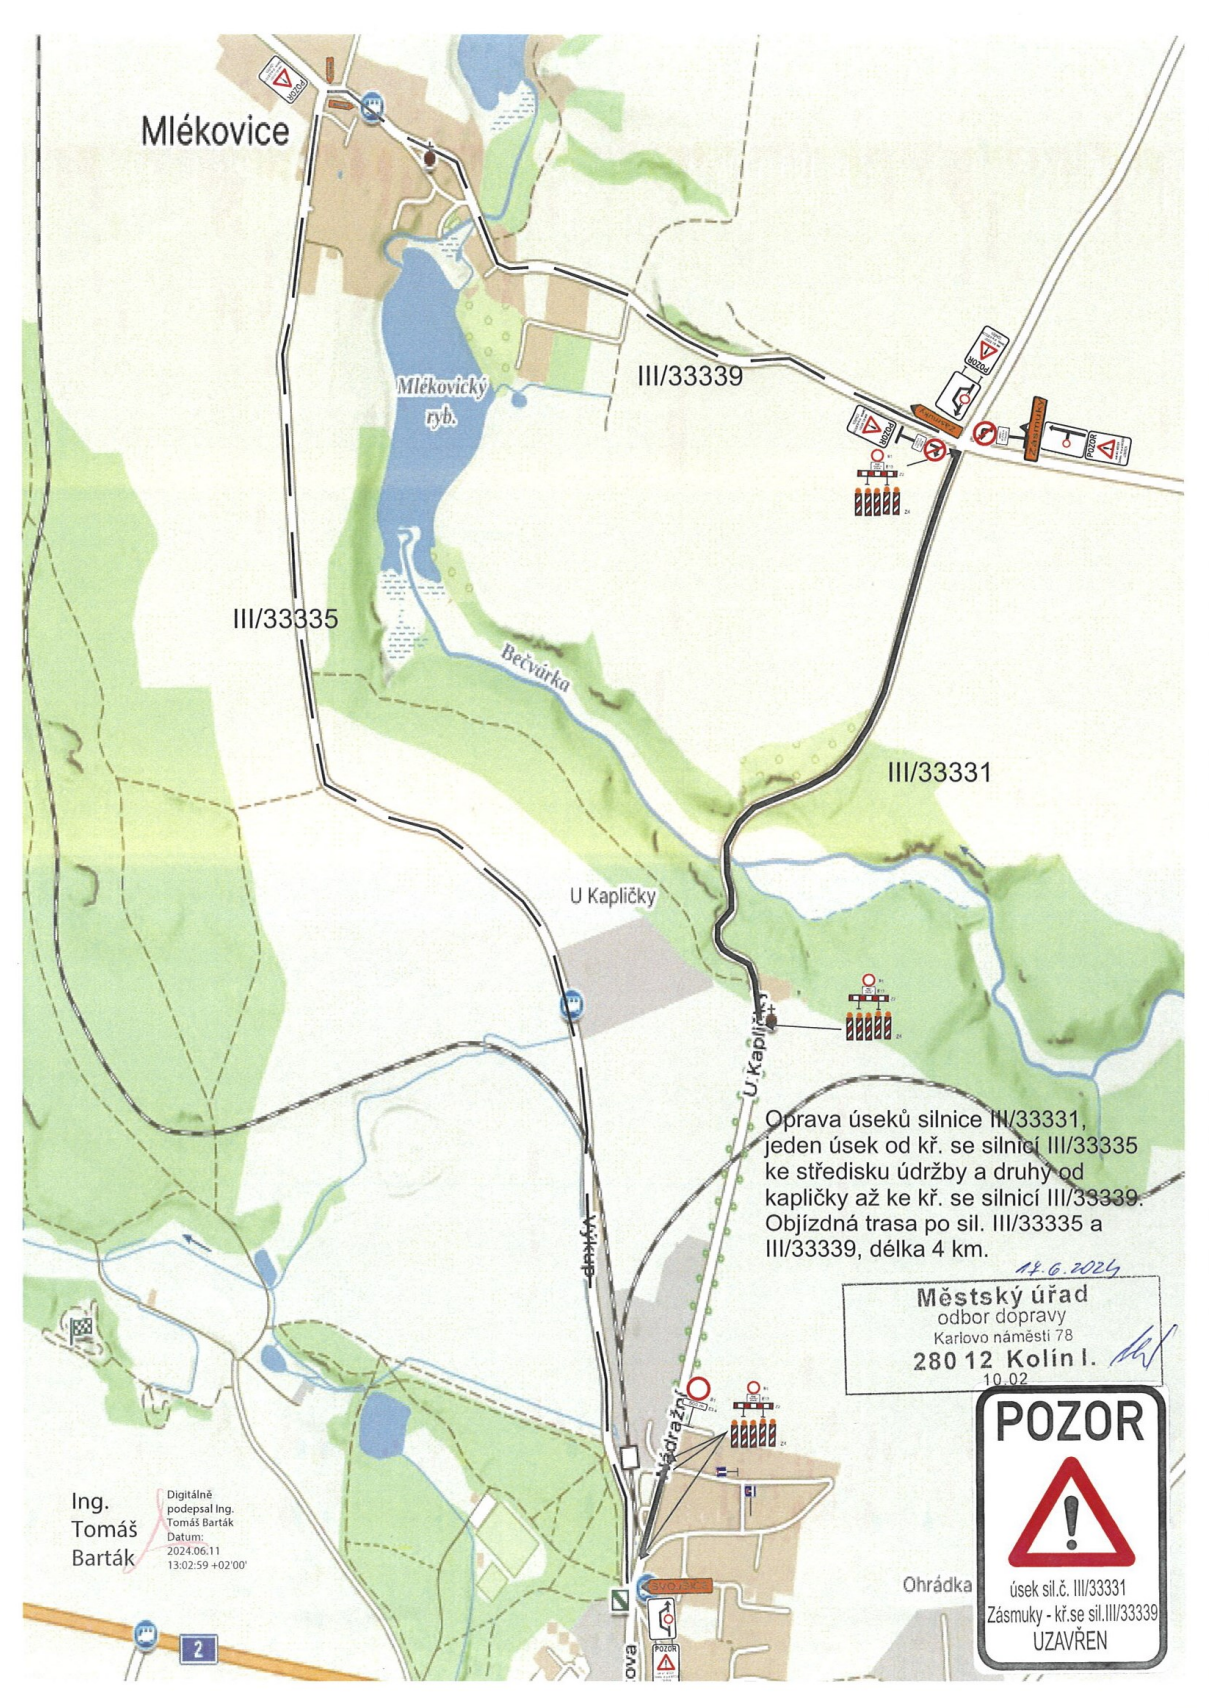 POZOR
Mlékovice
III/33339
Mlékovický
ryb.
POZOR
Zásmuky
POZOR
Zásmuky
POZOR
III/33335
Bečvárka
III/33331
U Kapličky
U Kapličky
Oprava úseků silnice III/33331,
jeden úsek od kř. se silnicí III/33335
ke středisku údržby a druhý od
kapličky až ke kř. se silnicí III/33339.
Objízdná trasa po sil. III/33335 a
III/33339, délka 4 km.
17.6.2024
Městský úřad
odbor dopravy
Karlovo náměstí 78
280 12 Kolín I.
10.02
Výkup
Nádražní
POZOR
úsek sil.č. III/33331
Zásmuky - kř.se sil.III/33339
UZAVŘEN
Ing.
Tomáš
Barták
Digitálně
podepsal Ing.
Tomáš Barták
Datum:
2024.06.11
13:02:59 +02'00'
Ohrádka
2
POZOR
ova